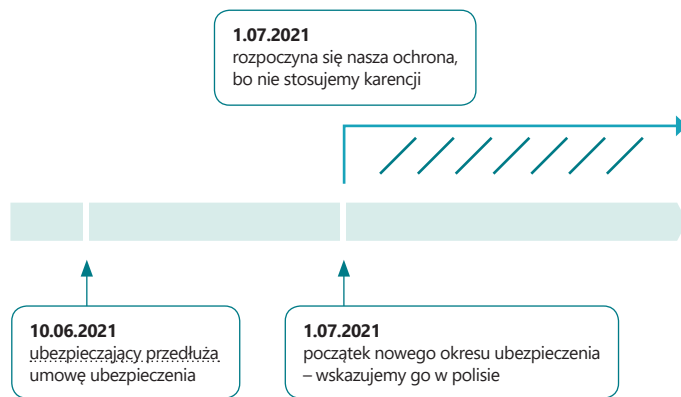 1.07.2021
rozpoczyna się nasza ochrona,
bo nie stosujemy karencji
10.06.2021
ubezpieczający przedłuża
umowę ubezpieczenia
1.07.2021
początek nowego okresu ubezpieczenia
– wskazujemy go w polisie